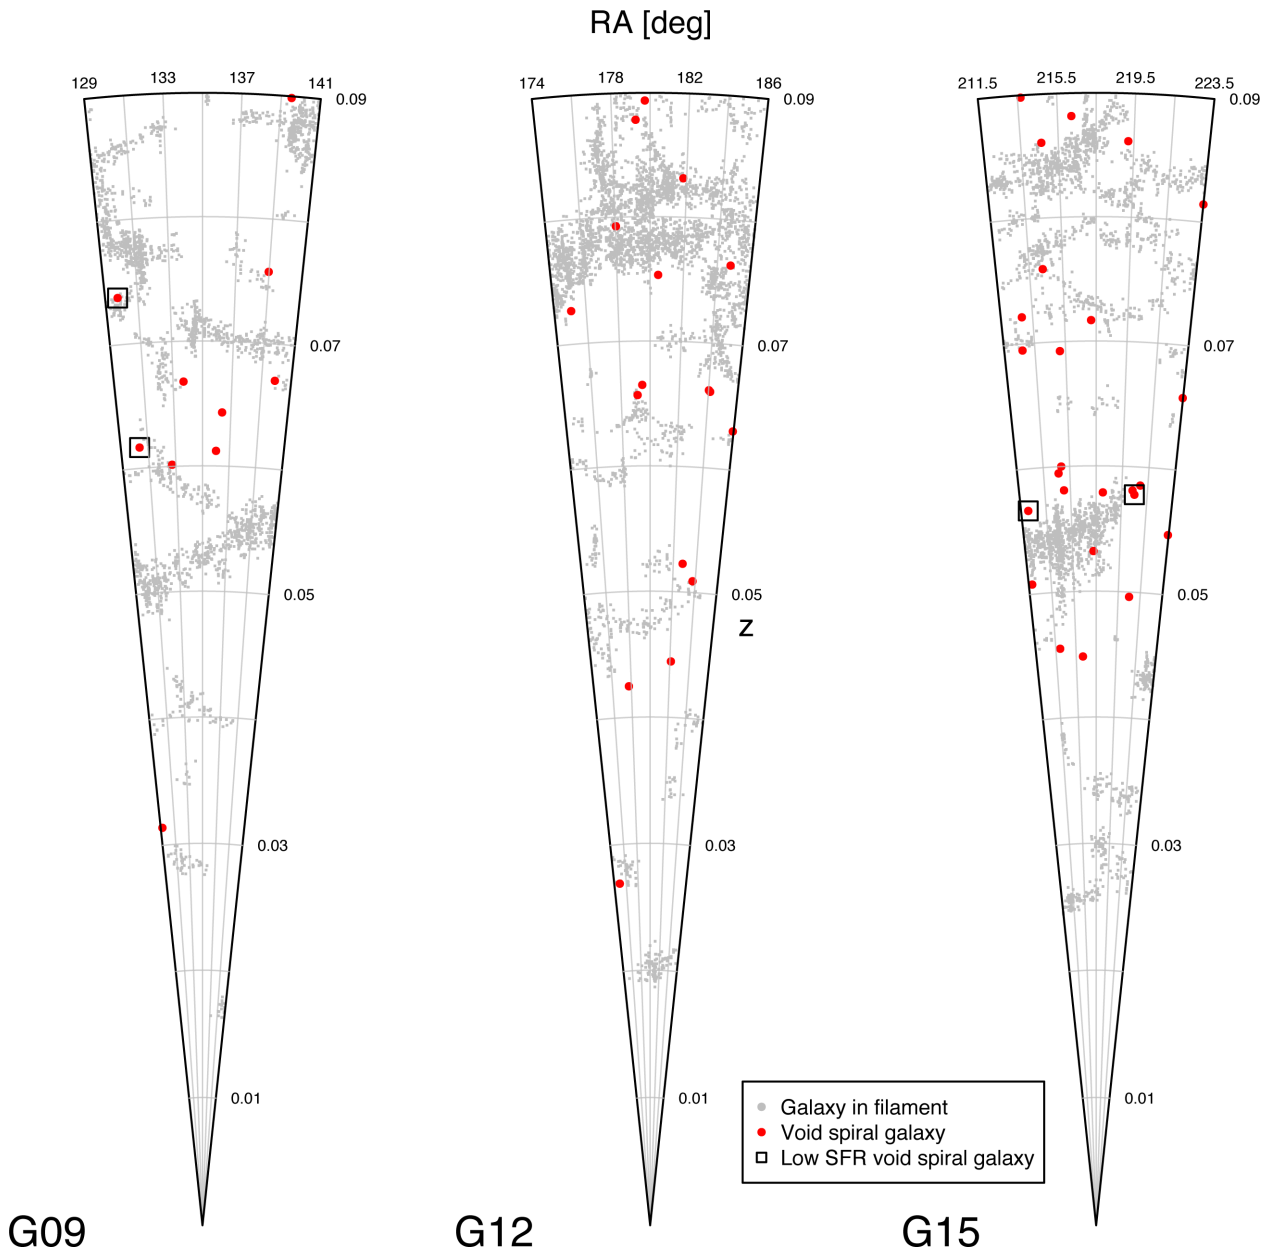 RA [deg]
129 133 137 141
174 178 182 186
211.5 215.5 219.5 223.5
0.09 0.09 0.09
0.07 0.07 0.07
0.05 0.05 0.05
z
0.03 0.03 0.03
0.01 0.01 0.01
Galaxy in filament
Void spiral galaxy
Low SFR void spiral galaxy
G09 G12 G15